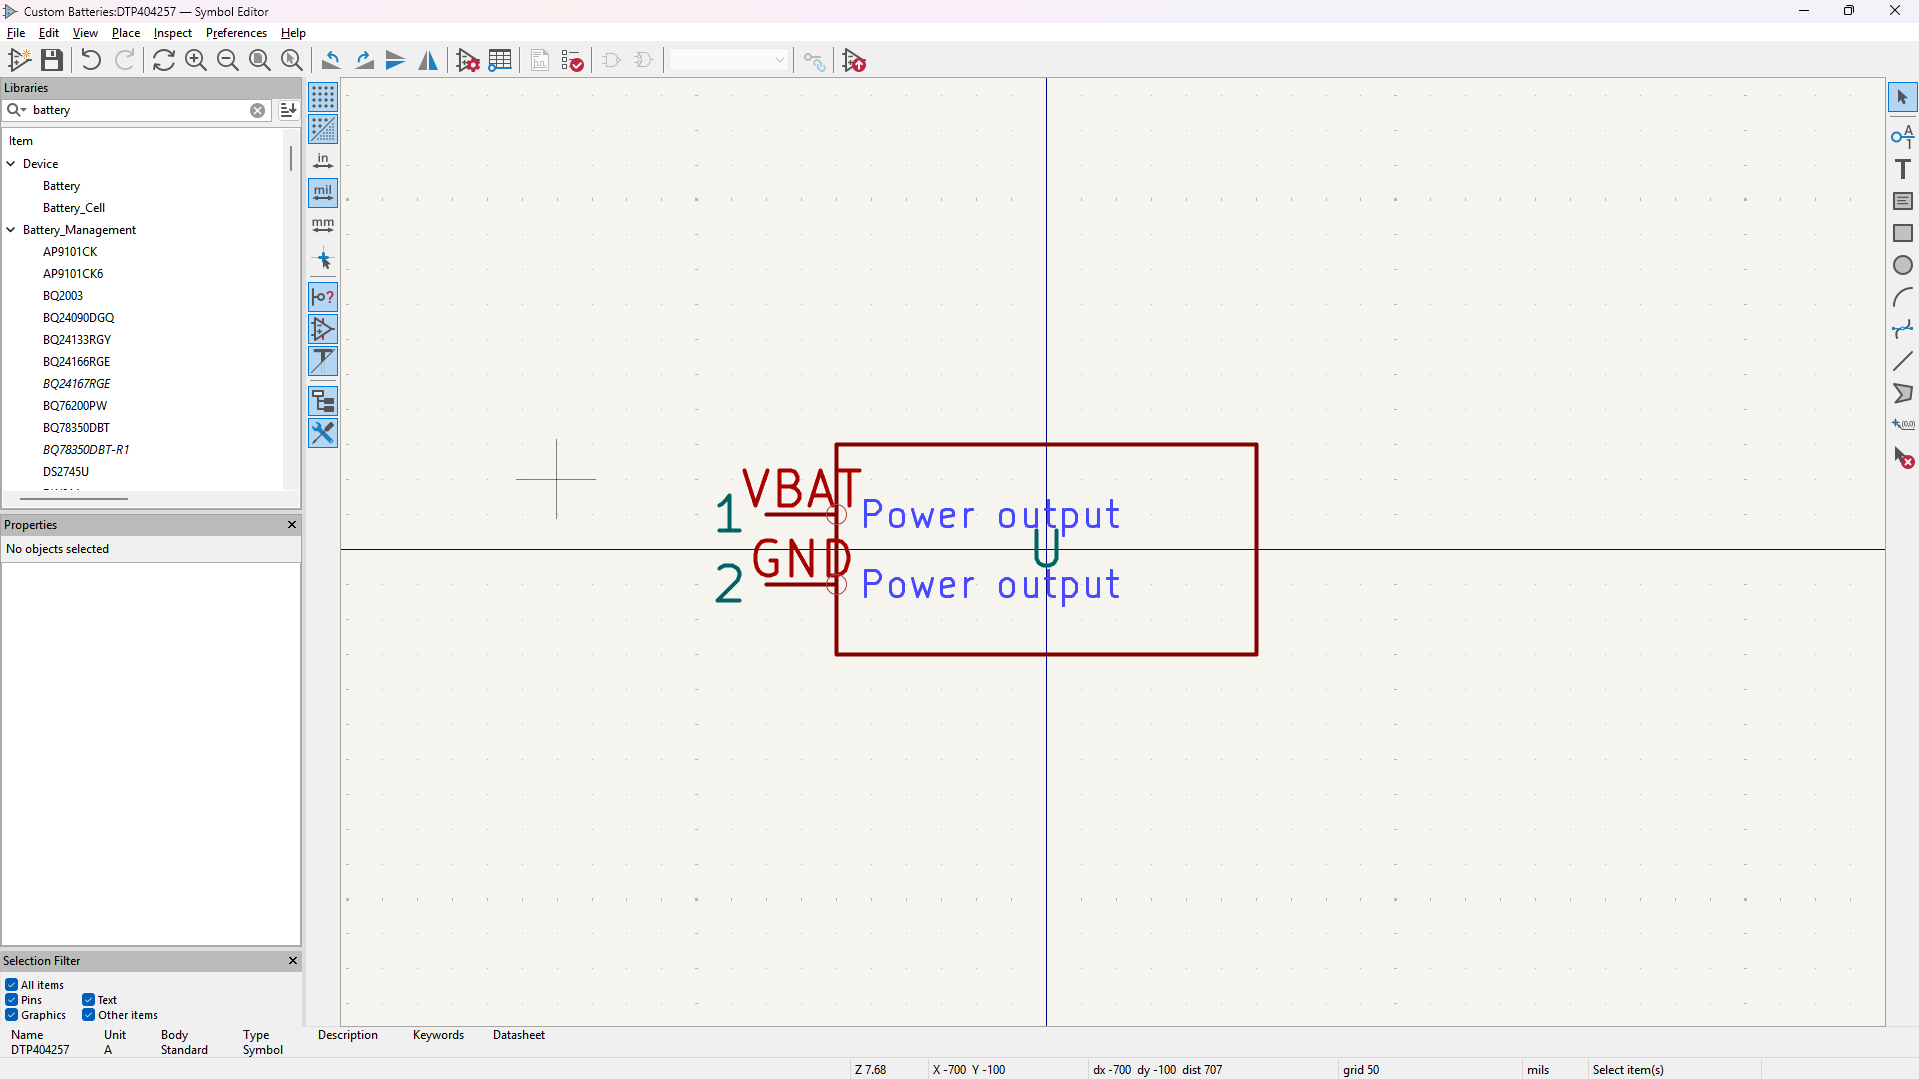 Custom Batteries:DTP404257 — Symbol Editor
File Edit View Place Inspect Preferences Help
Libraries
battery
Item
Device
Battery
Battery_Cell
Battery_Management
AP9101CK
AP9101CK6
BQ2003
BQ24090DGQ
BQ24133RGY
BQ24166RGE
BQ24167RGE
BQ76200PW
BQ78350DBT
BQ78350DBT-R1
DS2745U
in
mil
mm
VBAT
1 Power output
U
GND
2 Power output
A
1
T
(0,0)
Properties
No objects selected
Selection Filter
All items
Pins Text
Graphics Other items
Name Unit Body Type Description Keywords Datasheet
DTP404257 A Standard Symbol
Z 7.68 X -700 Y -100 dx -700 dy -100 dist 707 grid 50 mils Select item(s)